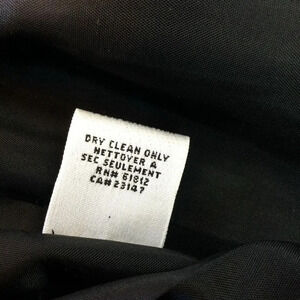 DRY CLEAN ONLY
NETTOYER A
SEC SEULEMENT
RN# 61812
CA# 23147